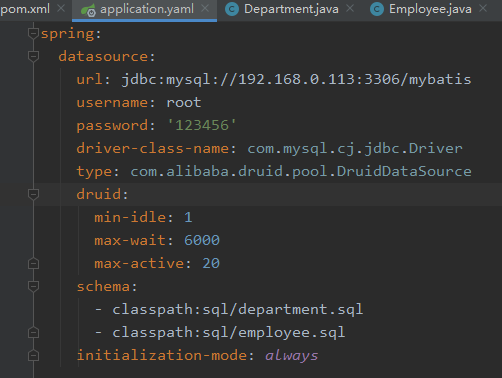 pom.xml application.yaml Department.java Employee.java
spring:
  datasource:
    url: jdbc:mysql://192.168.0.113:3306/mybatis
    username: root
    password: '123456'
    driver-class-name: com.mysql.cj.jdbc.Driver
    type: com.alibaba.druid.pool.DruidDataSource
    druid:
      min-idle: 1
      max-wait: 6000
      max-active: 20
    schema:
      - classpath:sql/department.sql
      - classpath:sql/employee.sql
    initialization-mode: always